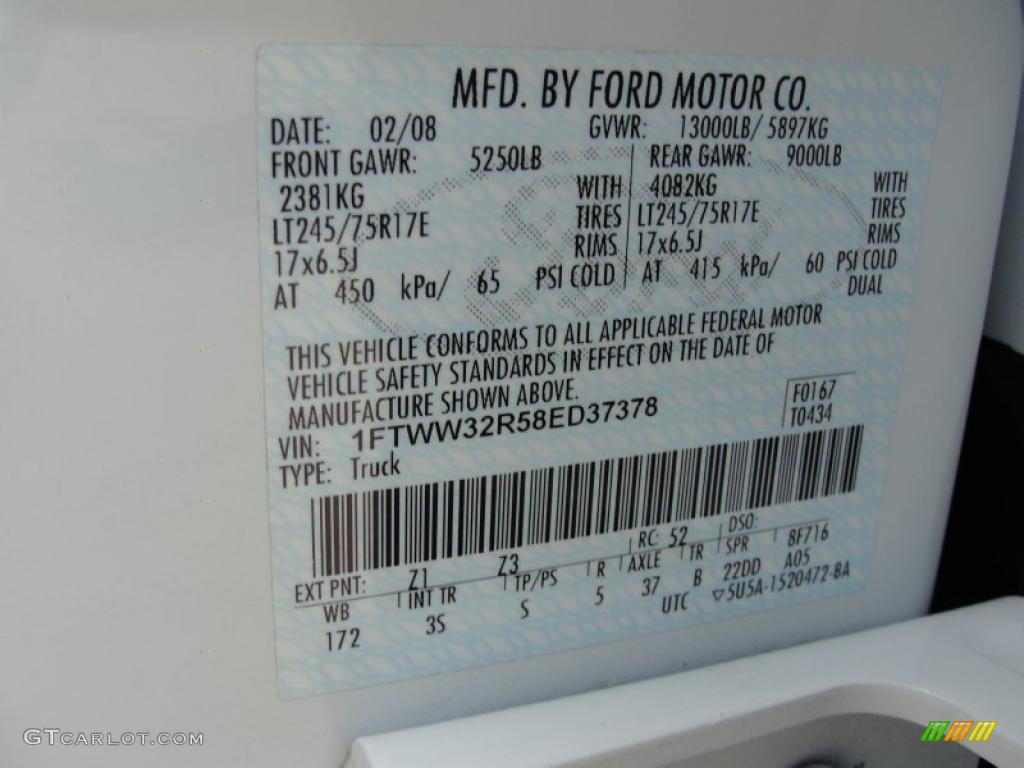 MFD. BY FORD MOTOR CO.
DATE: 02/08 GVWR: 13000LB/ 5897KG
FRONT GAWR: 5250LB REAR GAWR: 9000LB
2381KG WITH 4082KG WITH
LT245/75R17E TIRES LT245/75R17E TIRES
17x6.5J RIMS 17x6.5J RIMS
AT 450 kPa/ 65 PSI COLD AT 415 kPa/ 60 PSI COLD
DUAL
THIS VEHICLE CONFORMS TO ALL APPLICABLE FEDERAL MOTOR
VEHICLE SAFETY STANDARDS IN EFFECT ON THE DATE OF
MANUFACTURE SHOWN ABOVE.
F0167
VIN: 1FTWW32R58ED37378 T0434
TYPE: Truck
EXT PNT: Z1 Z3 RC: 52 DSO: 8F716
WB INT TR TP/PS R AXLE TR SPR A05
172 3S S 5 37 B 22DD
UTC ▽5U5A-1520472-BA
GTCARLOT.COM